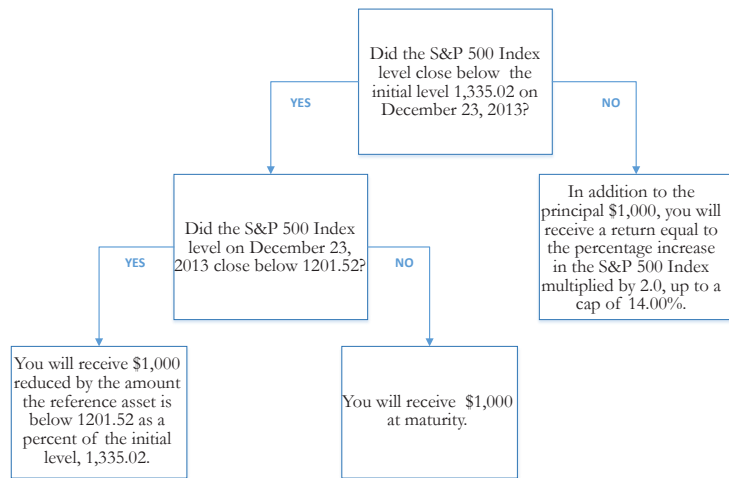 Did the S&P 500 Index
level close below the
initial level 1,335.02 on
December 23, 2013?
YES
NO
Did the S&P 500 Index
level on December 23,
2013 close below 1201.52?
In addition to the
principal $1,000, you will
receive a return equal to
the percentage increase
in the S&P 500 Index
multiplied by 2.0, up to a
cap of 14.00%.
YES
NO
You will receive $1,000
reduced by the amount
the reference asset is
below 1201.52 as a
percent of the initial
level, 1,335.02.
You will receive $1,000
at maturity.